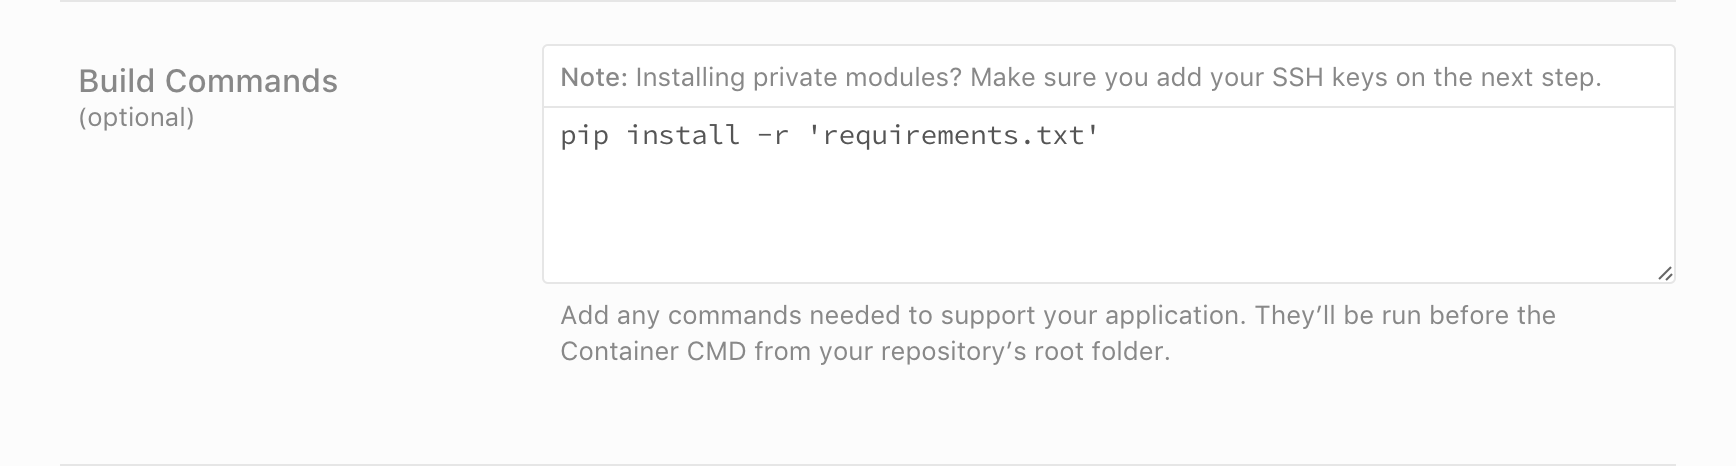 Build Commands
(optional)
Note: Installing private modules? Make sure you add your SSH keys on the next step.
pip install -r 'requirements.txt'
Add any commands needed to support your application. They’ll be run before the
Container CMD from your repository’s root folder.